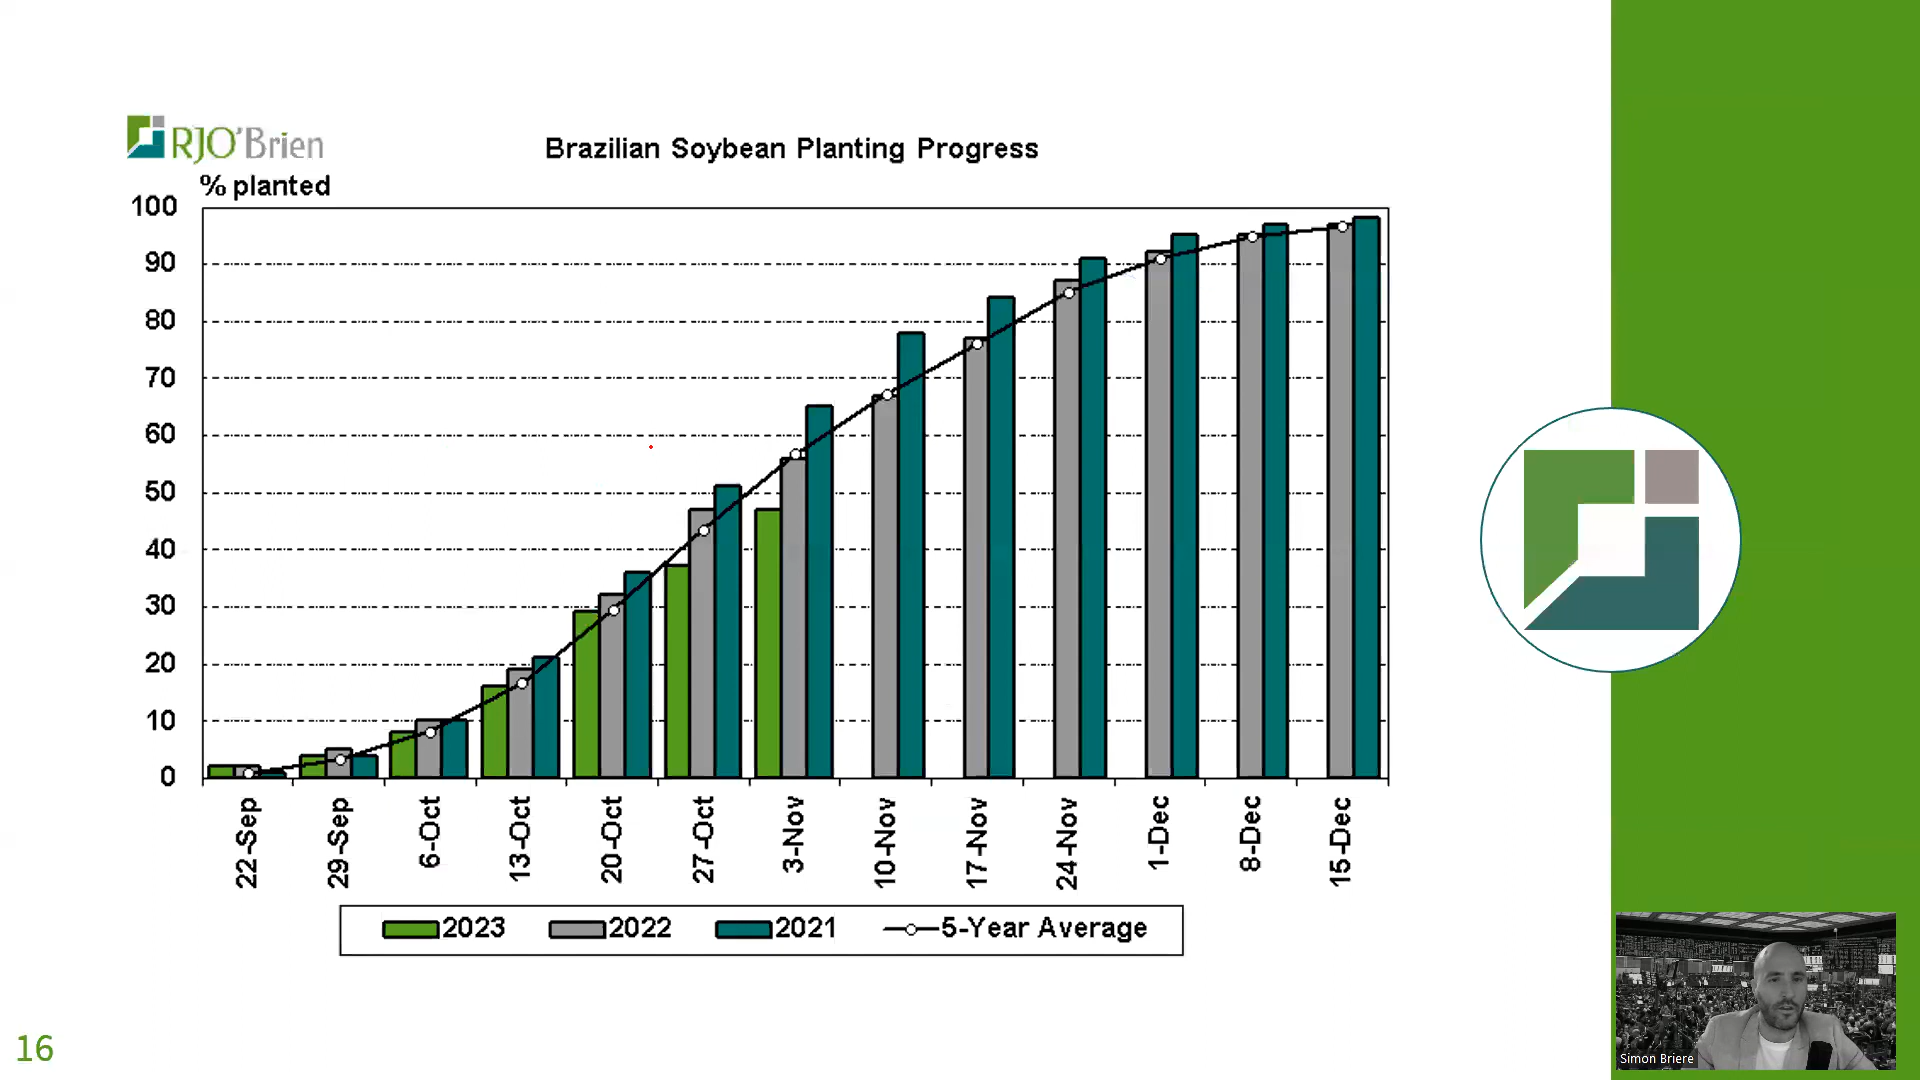 RJO'Brien
Brazilian Soybean Planting Progress
% planted
100
90
80
70
60
50
40
30
20
10
0
22-Sep
29-Sep
6-Oct
13-Oct
20-Oct
27-Oct
3-Nov
10-Nov
17-Nov
24-Nov
1-Dec
8-Dec
15-Dec
2023 2022 2021 5-Year Average
16
Simon Briere